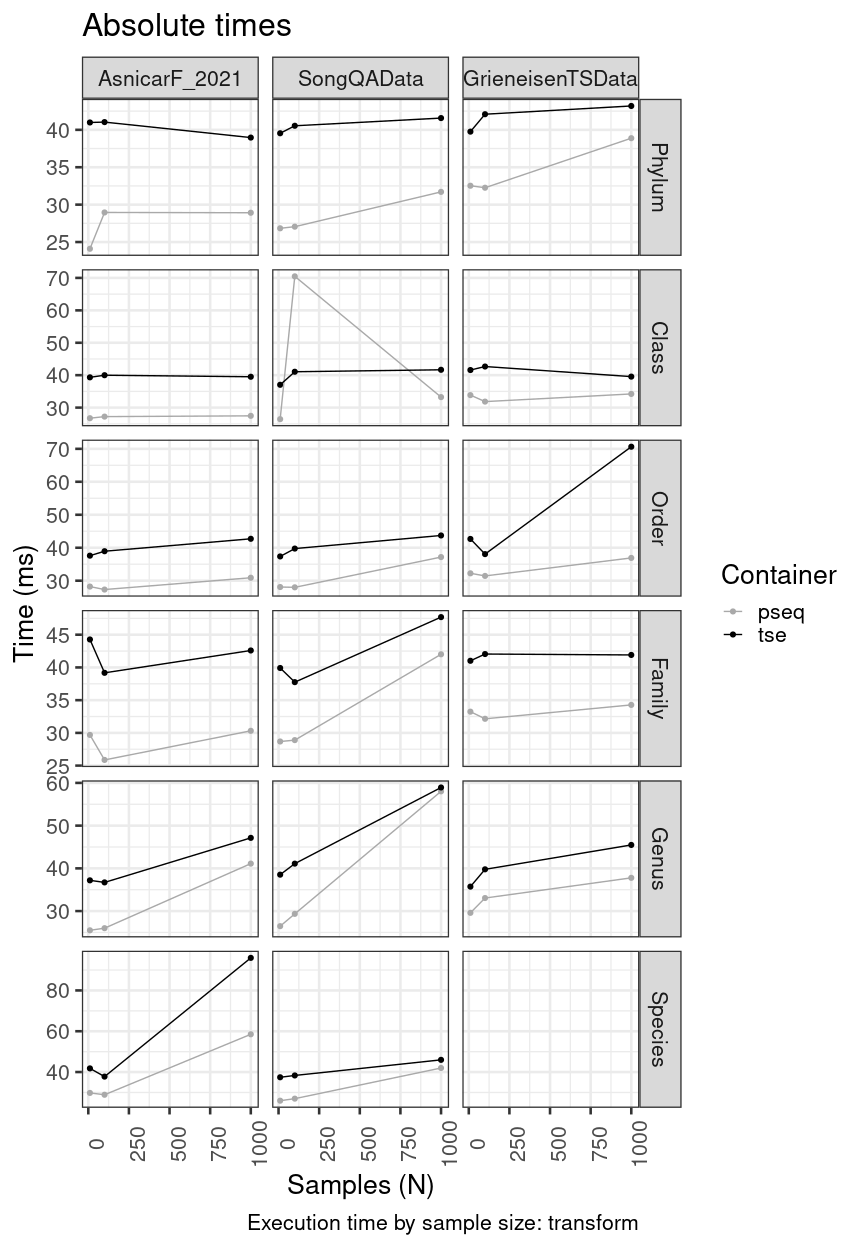 Absolute times
AsnicarF_2021 SongQAData GrieneisenTSData
40
35
30
25
Phylum
70
60
50
40
30
Class
70
60
50
40
30
Order
45
40
35
30
25
Family
60
40
30
Genus
80
60
40
Species
Time (ms)
0 250 500 750 1000 0 250 500 750 1000 0 250 500 750 1000
Samples (N)
Execution time by sample size: transform
Container
pseq
tse